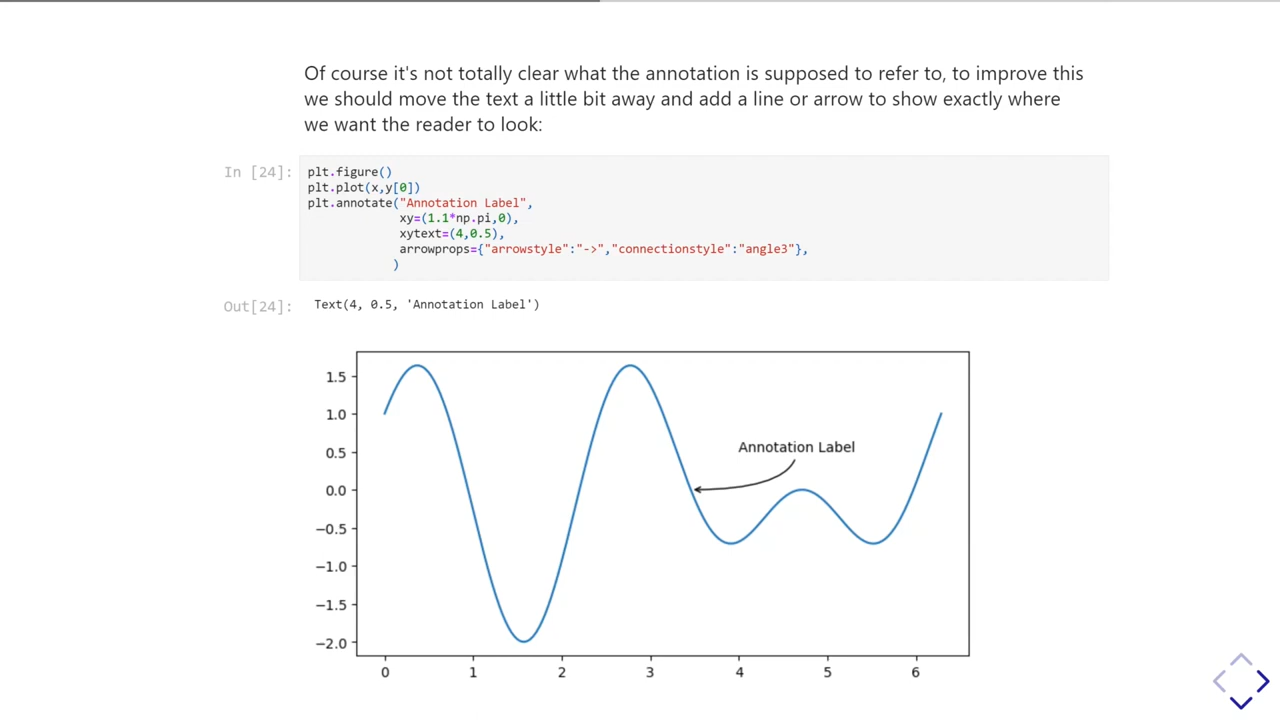 Of course it's not totally clear what the annotation is supposed to refer to, to improve this
we should move the text a little bit away and add a line or arrow to show exactly where
we want the reader to look:
In [24]:
plt.figure()
plt.plot(x,y[0])
plt.annotate("Annotation Label",
xy=(1.1*np.pi,0),
xytext=(4,0.5),
arrowprops={"arrowstyle":"->","connectionstyle":"angle3"},
)
Out[24]:
Text(4, 0.5, 'Annotation Label')
1.5
1.0
0.5
0.0
−0.5
−1.0
−1.5
−2.0
Annotation Label
0 1 2 3 4 5 6